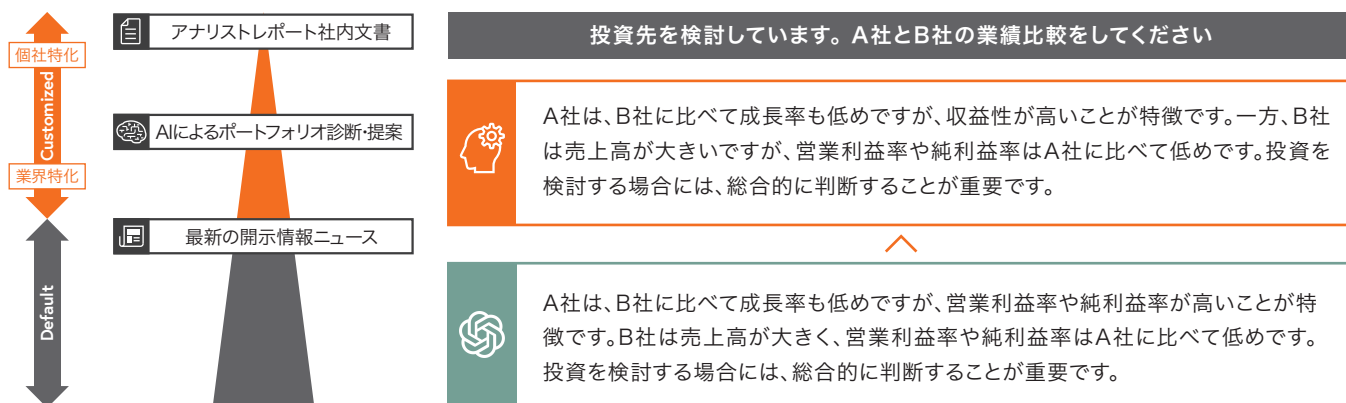 個社特化
Customized
業界特化
Default
アナリストレポート社内文書
AIによるポートフォリオ診断・提案
最新の開示情報ニュース
投資先を検討しています。A社とB社の業績比較をしてください
A社は、B社に比べて成長率も低めですが、収益性が高いことが特徴です。一方、B社
は売上高が大きいですが、営業利益率や純利益率はA社に比べて低めです。投資を
検討する場合には、総合的に判断することが重要です。
A社は、B社に比べて成長率も低めですが、営業利益率や純利益率が高いことが特
徴です。B社は売上高が大きく、営業利益率や純利益率はA社に比べて低めです。
投資を検討する場合には、総合的に判断することが重要です。